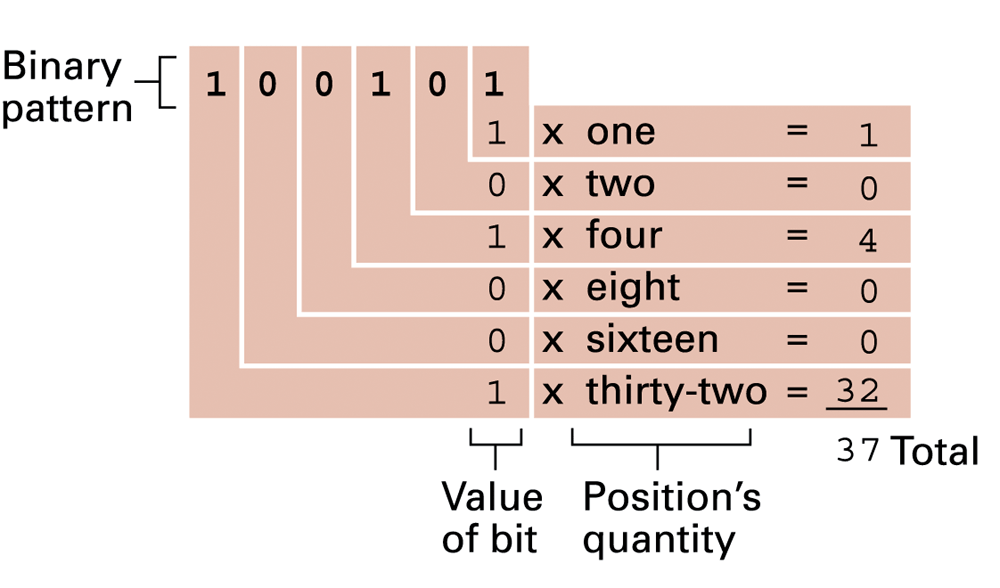 Binary
pattern
1 0 0 1 0 1
1 x one = 1
0 x two = 0
1 x four = 4
0 x eight = 0
0 x sixteen = 0
1 x thirty-two = 32
37 Total
Value
of bit
Position's
quantity